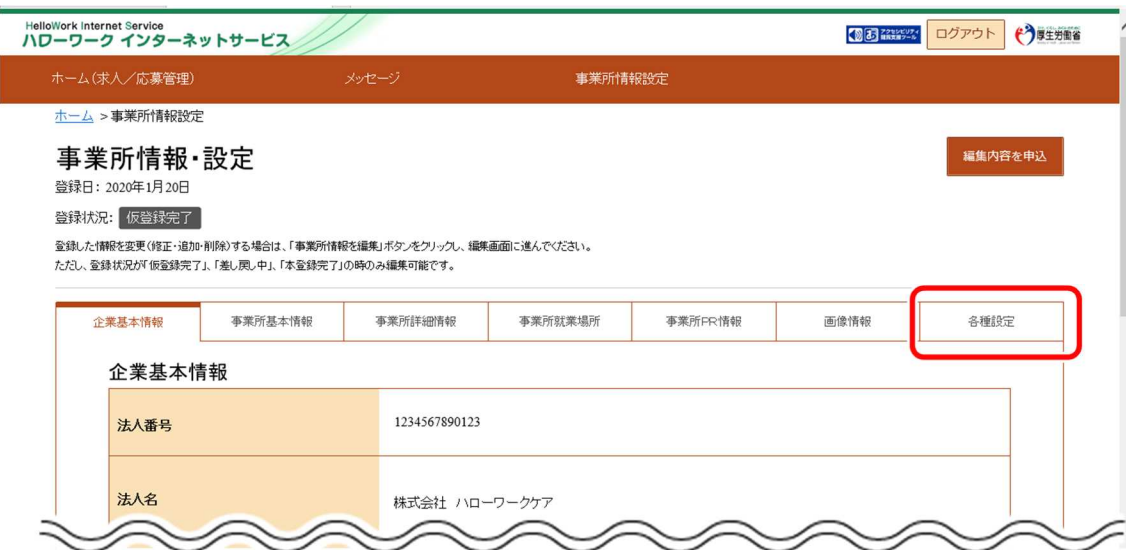 HelloWork Internet Service
ハローワーク インターネットサービス
ログアウト
厚生労働省
ホーム(求人／応募管理)
メッセージ
事業所情報設定
ホーム >事業所情報設定
事業所情報・設定
編集内容を申込
登録日: 2020年1月20日
登録状況: 仮登録完了
登録した情報を変更(修正・追加・削除)する場合は、「事業所情報を編集」ボタンをクリックし、編集画面に進んでください。
ただし、登録状況が「仮登録完了」、「差し戻し中」、「本登録完了」の時のみ編集可能です。
企業基本情報
事業所基本情報
事業所詳細情報
事業所就業場所
事業所PR情報
画像情報
各種設定
企業基本情報
法人番号
1234567890123
法人名
株式会社 ハローワークケア